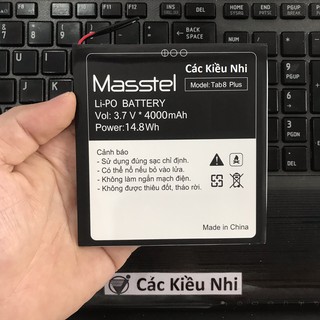 Các Kiều Nhi
Masstel
Model:Tab8 Plus
Li-PO BATTERY
Vol: 3.7 V * 4000mAh
Power:14.8Wh
Cảnh báo
- Sử dụng đúng sạc chỉ định.
- Có thể nổ nếu bỏ vào lửa.
- Không làm ngắn mạch điện.
- Không được thiêu đốt, tháo rời.
Made in China
Các Kiều Nhi